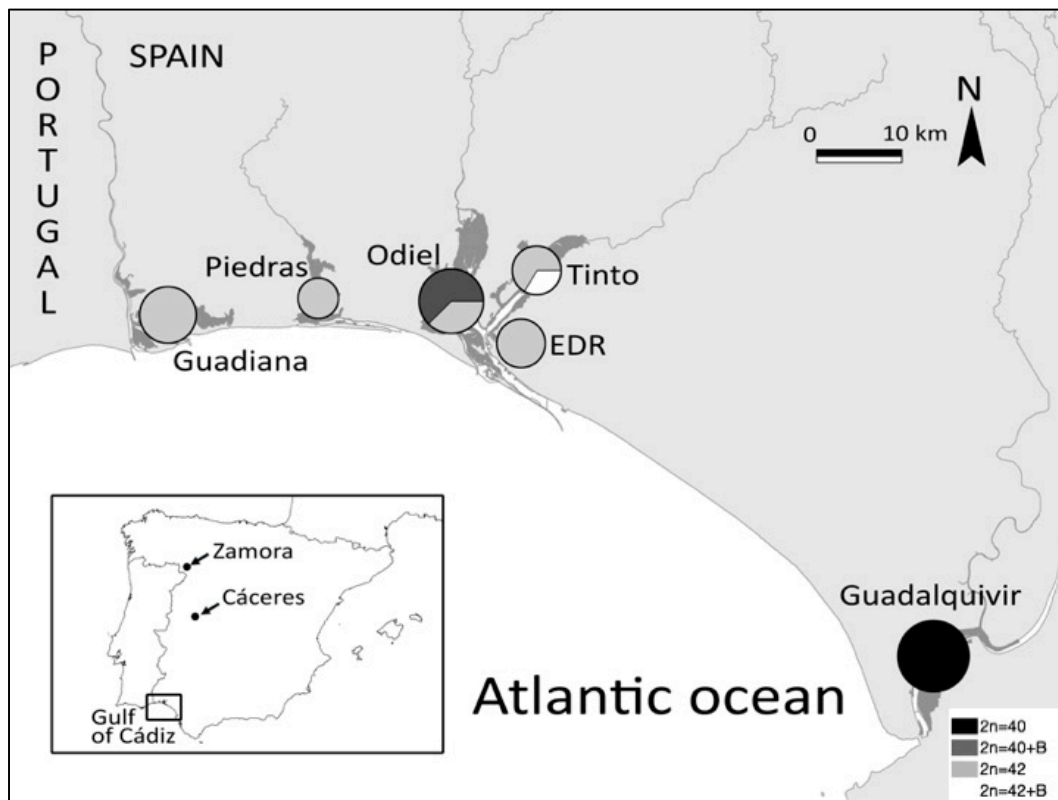 PORTUGAL
SPAIN
N
0 10 km
Piedras
Odiel
Tinto
EDR
Guadiana
Zamora
Cáceres
Guadalquivir
Atlantic ocean
Gulf
of Cádiz
2n=40
2n=40+B
2n=42
2n=42+B